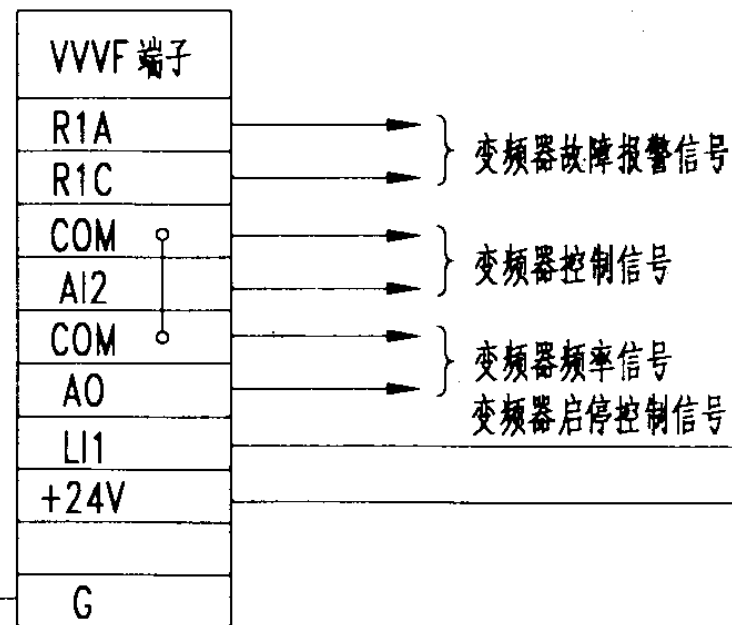 VVVF 端子
R1A
R1C
变频器故障报警信号
COM
AI2
变频器控制信号
COM
AO
变频器频率信号
变频器启停控制信号
LI1
+24V
G